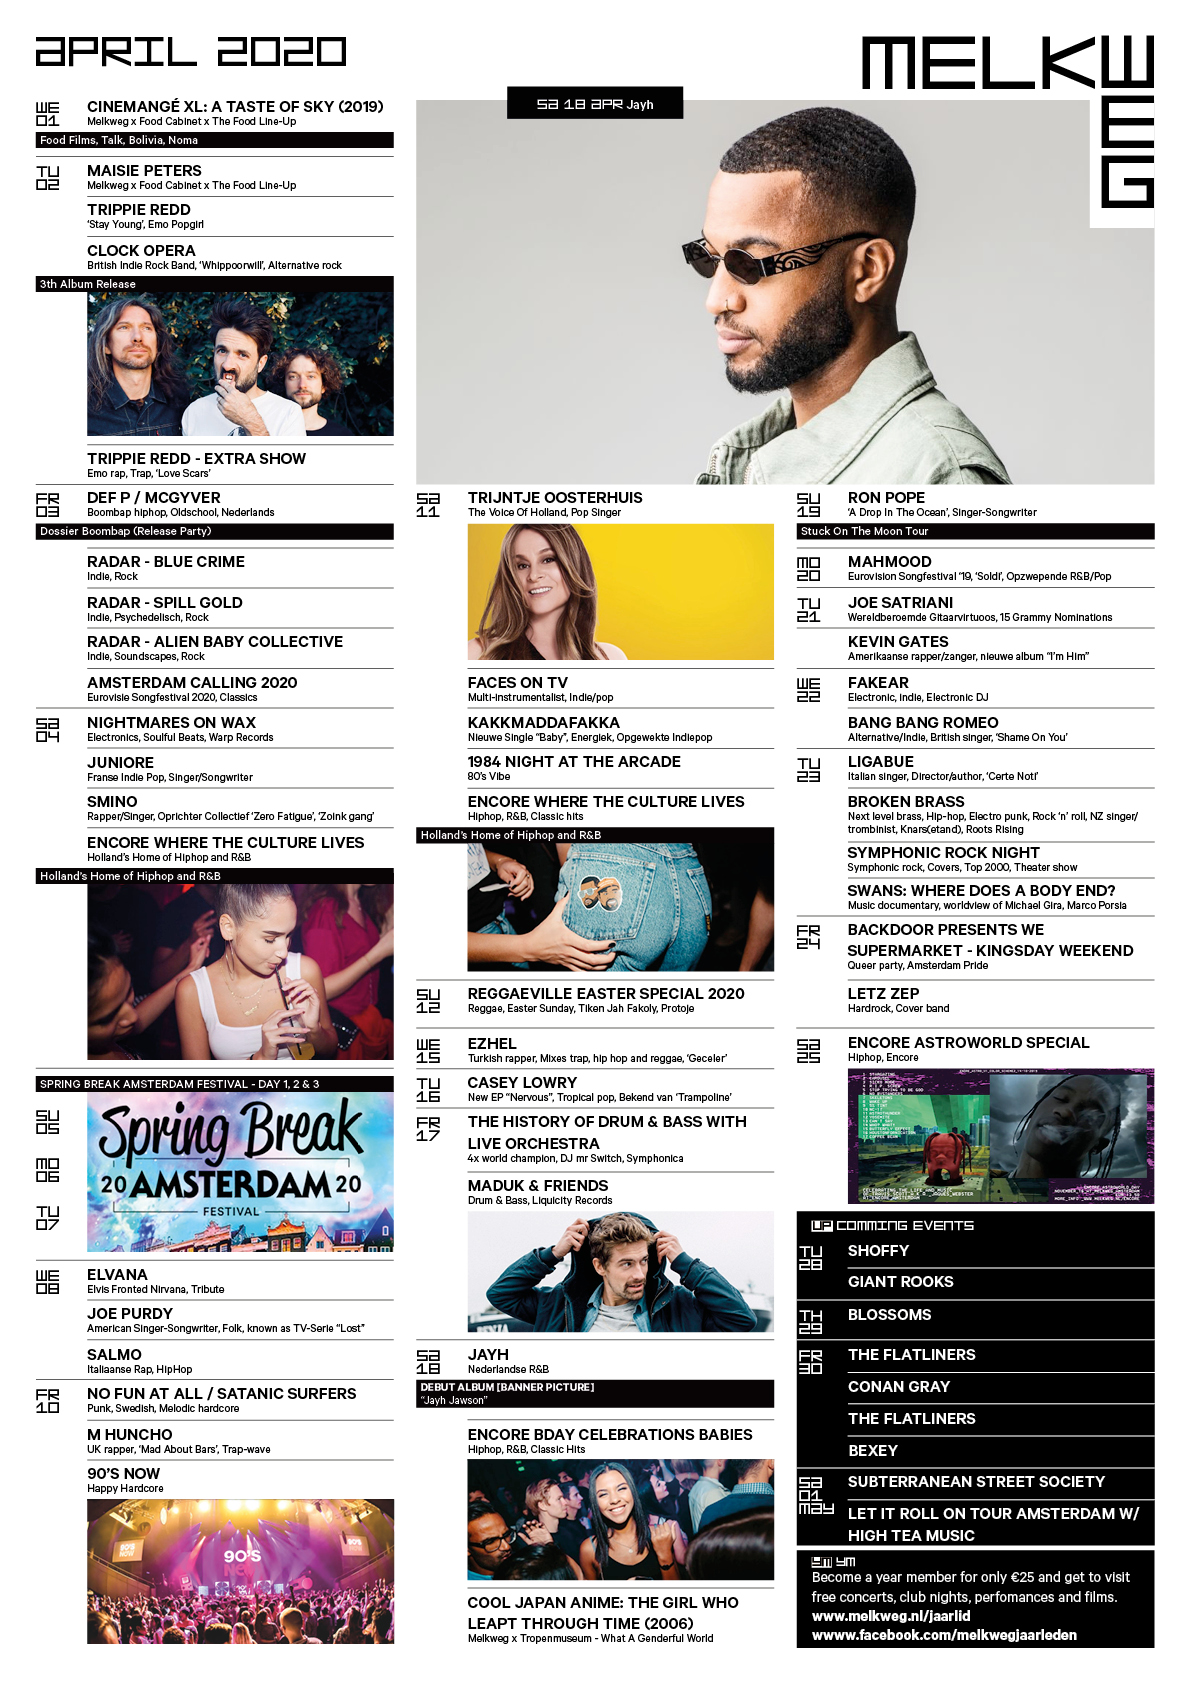 APRIL 2020
MELKWEG
WE
01
CINEMANGÉ XL: A TASTE OF SKY (2019)
Melkweg x Food Cabinet x The Food Line-Up
Food Films, Talk, Bolivia, Noma
TU
02
MAISIE PETERS
Melkweg x Food Cabinet x The Food Line-Up
TRIPPIE REDD
‘Stay Young’, Emo Popgirl
CLOCK OPERA
British Indie Rock Band, ‘Whippoorwill’, Alternative rock
3th Album Release
TRIPPIE REDD - EXTRA SHOW
Emo rap, Trap, ‘Love Scars’
FR
03
DEF P / MCGYVER
Boombap hiphop, Oldschool, Nederlands
Dossier Boombap (Release Party)
RADAR - BLUE CRIME
Indie, Rock
RADAR - SPILL GOLD
Indie, Psychedelisch, Rock
RADAR - ALIEN BABY COLLECTIVE
Indie, Soundscapes, Rock
AMSTERDAM CALLING 2020
Eurovisie Songfestival 2020, Classics
SA
04
NIGHTMARES ON WAX
Electronics, Soulful Beats, Warp Records
JUNIORE
Franse Indie Pop, Singer/Songwriter
SMINO
Rapper/Singer, Oprichter Collectief ‘Zero Fatigue’, ‘Zoink gang’
ENCORE WHERE THE CULTURE LIVES
Holland’s Home of Hiphop and R&B
Holland’s Home of Hiphop and R&B
SPRING BREAK AMSTERDAM FESTIVAL - DAY 1, 2 & 3
SU
05
MO
06
TU
07
Spring Break
20 AMSTERDAM 20
FESTIVAL
WE
08
ELVANA
Elvis Fronted Nirvana, Tribute
JOE PURDY
American Singer-Songwriter, Folk, known as TV-Serie “Lost”
SALMO
Italiaanse Rap, HipHop
FR
10
NO FUN AT ALL / SATANIC SURFERS
Punk, Swedish, Melodic hardcore
M HUNCHO
UK rapper, ‘Mad About Bars’, Trap-wave
90’S NOW
Happy Hardcore
90'S
NOW
90'S
90'S
NOW
SA 18 APR Jayh
SA
11
TRIJNTJE OOSTERHUIS
The Voice Of Holland, Pop Singer
FACES ON TV
Multi-instrumentalist, Indie/pop
KAKKMADDAFAKKA
Nieuwe Single “Baby”, Energiek, Opgewekte Indiepop
1984 NIGHT AT THE ARCADE
80’s Vibe
ENCORE WHERE THE CULTURE LIVES
Hiphop, R&B, Classic hits
Holland’s Home of Hiphop and R&B
SU
12
REGGAEVILLE EASTER SPECIAL 2020
Reggae, Easter Sunday, Tiken Jah Fakoly, Protoje
WE
15
EZHEL
Turkish rapper, Mixes trap, hip hop and reggae, ‘Geceler’
TU
16
CASEY LOWRY
New EP “Nervous”, Tropical pop, Bekend van ‘Trampoline’
FR
17
THE HISTORY OF DRUM & BASS WITH
LIVE ORCHESTRA
4x world champion, DJ mr Switch, Symphonica
MADUK & FRIENDS
Drum & Bass, Liquicity Records
SA
18
JAYH
Nederlandse R&B
DEBUT ALBUM [BANNER PICTURE]
“Jayh Jawson”
ENCORE BDAY CELEBRATIONS BABIES
Hiphop, R&B, Classic Hits
COOL JAPAN ANIME: THE GIRL WHO
LEAPT THROUGH TIME (2006)
Melkweg x Tropenmuseum - What A Genderful World
SU
19
RON POPE
‘A Drop In The Ocean’, Singer-Songwriter
Stuck On The Moon Tour
MO
20
MAHMOOD
Eurovision Songfestival ‘19, ‘Soldi’, Opzwepende R&B/Pop
TU
21
JOE SATRIANI
Wereldberoemde Gitaarvirtuoos, 15 Grammy Nominations
KEVIN GATES
Amerikaanse rapper/zanger, nieuwe album “I’m Him”
WE
22
FAKEAR
Electronic, indie, Electronic DJ
BANG BANG ROMEO
Alternative/Indie, British singer, ‘Shame On You’
TU
23
LIGABUE
Italian singer, Director/author, ‘Certe Noti’
BROKEN BRASS
Next level brass, Hip-hop, Electro punk, Rock ‘n’ roll, NZ singer/
trombinist, Knars(etand), Roots Rising
SYMPHONIC ROCK NIGHT
Symphonic rock, Covers, Top 2000, Theater show
SWANS: WHERE DOES A BODY END?
Music documentary, worldview of Michael Gira, Marco Porsia
FR
24
BACKDOOR PRESENTS WE
SUPERMARKET - KINGSDAY WEEKEND
Queer party, Amsterdam Pride
LETZ ZEP
Hardrock, Cover band
SA
25
ENCORE ASTROWORLD SPECIAL
Hiphop, Encore
UP COMMING EVENTS
TU
28
SHOFFY
GIANT ROOKS
TH
29
BLOSSOMS
FR
30
THE FLATLINERS
CONAN GRAY
THE FLATLINERS
BEXEY
SA
01
MAY
SUBTERRANEAN STREET SOCIETY
LET IT ROLL ON TOUR AMSTERDAM W/
HIGH TEA MUSIC
YM YM
Become a year member for only €25 and get to visit
free concerts, club nights, perfomances and films.
www.melkweg.nl/jaarlid
wwww.facebook.com/melkwegjaarleden